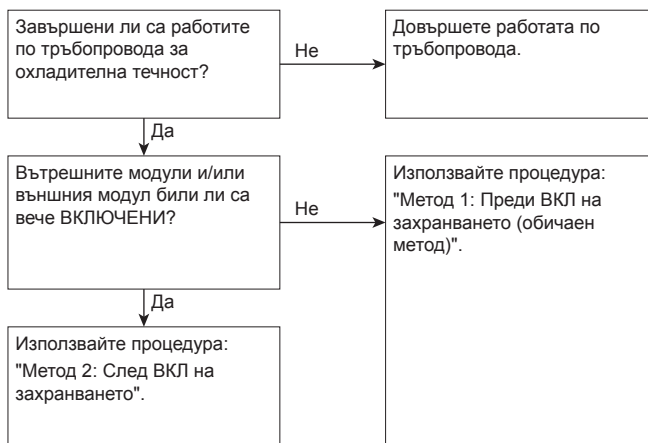 Завършени ли са работите
по тръбопровода за
охладителна течност?
Не
Довършете работата по
тръбопровода.
Да
Вътрешните модули и/или
външния модул били ли са
вече ВКЛЮЧЕНИ?
Не
Използвайте процедура:
"Метод 1: Преди ВКЛ на
захранването (обичаен
метод)".
Да
Използвайте процедура:
"Метод 2: След ВКЛ на
захранването".